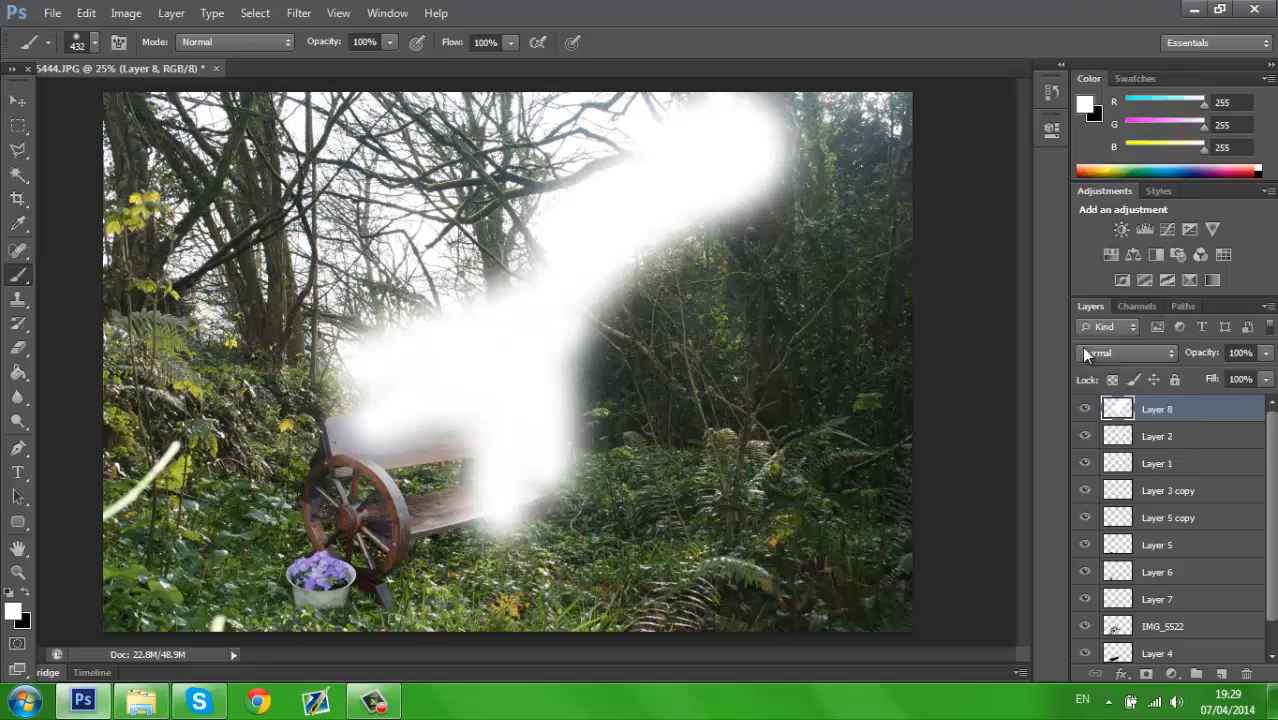 Ps File Edit Image Layer Type Select Filter 3D View Window Help
432 Mode: Normal Opacity: 100% Flow: 100% Essentials
5444.JPG @ 25% (Layer 8, RGB/8) * ×
Color Swatches
R 255
G 255
B 255
Adjustments Styles
Add an adjustment
Layers Channels Paths
Kind
Opacity: 100%
Lock: Fill: 100%
Layer 8
Layer 2
Layer 1
Layer 3 copy
Layer 5 copy
Layer 5
Layer 6
Layer 7
IMG_5522
Layer 4
Doc: 22.8M/48.9M
ridge Timeline
Ps EN 19:29
07/04/2014